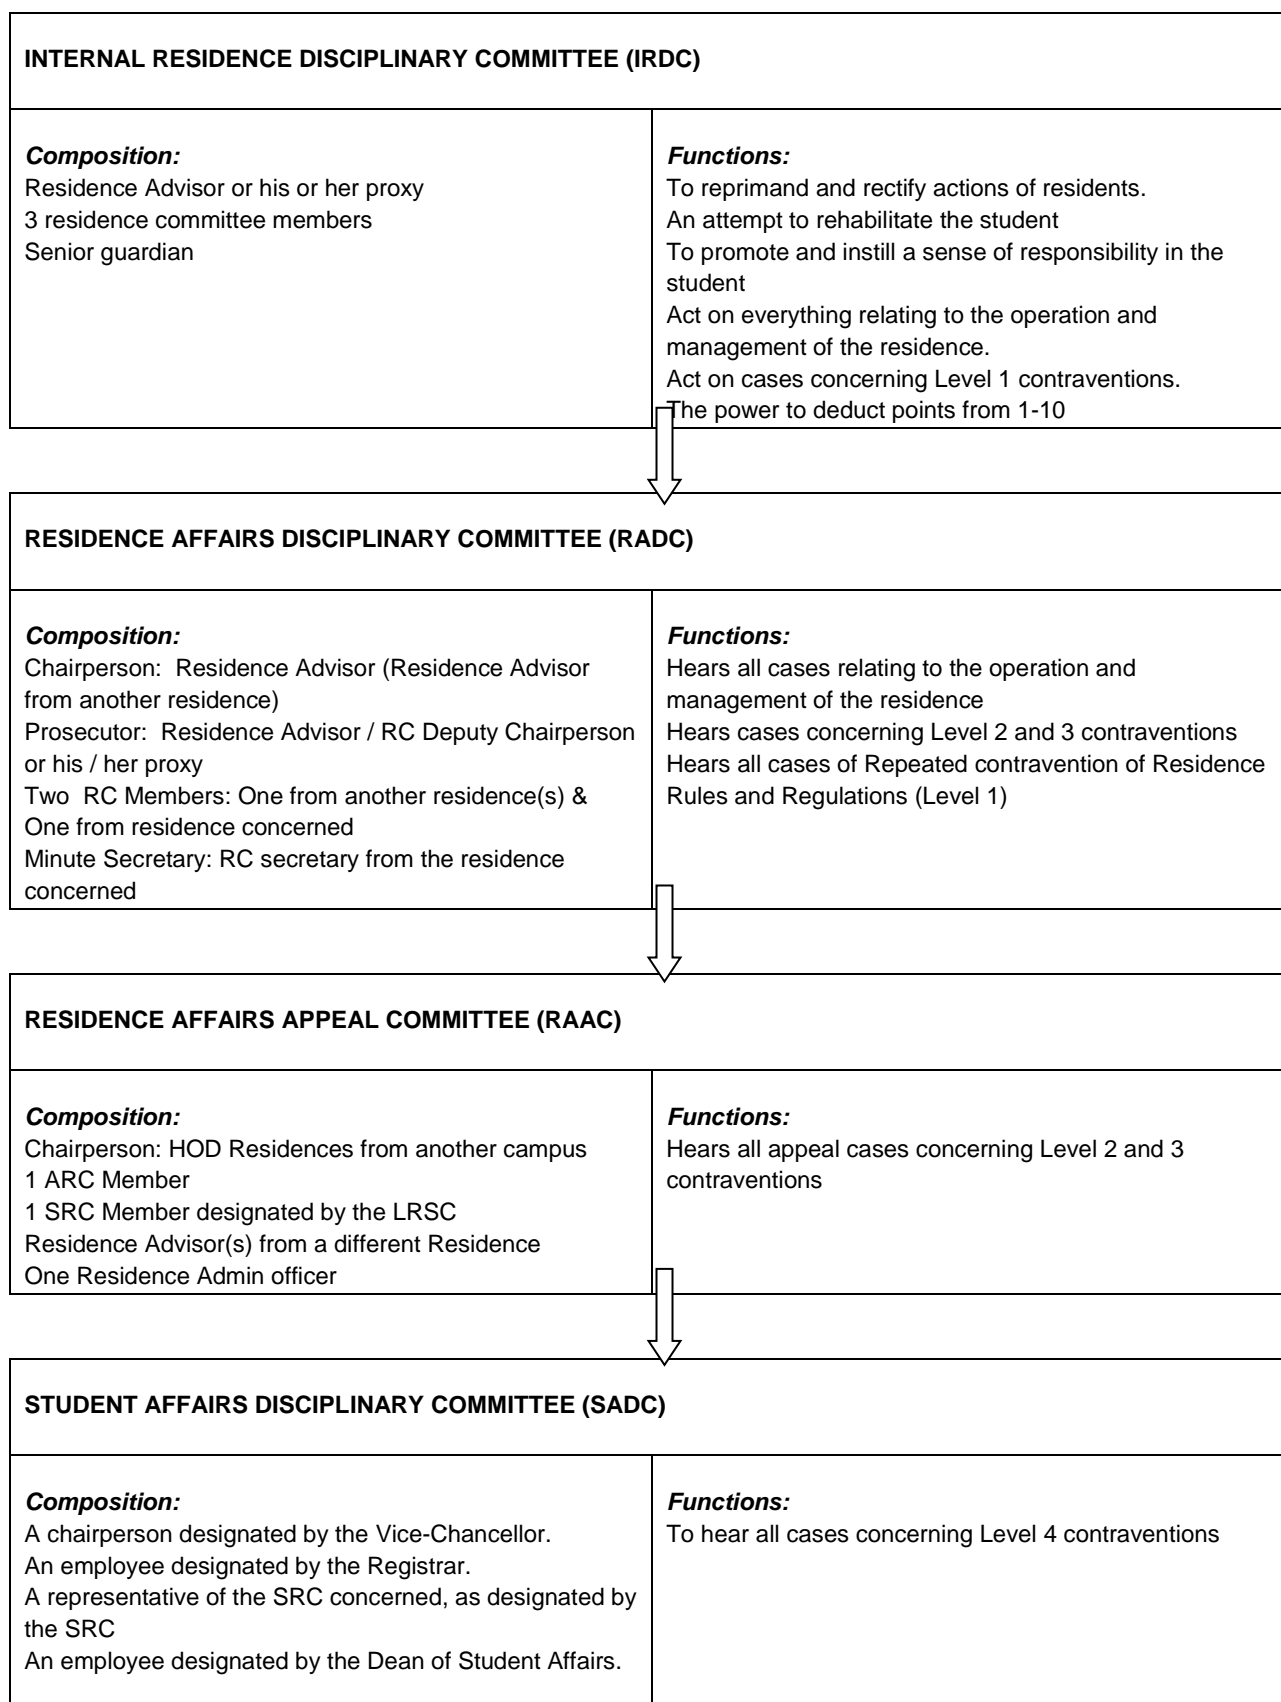 INTERNAL RESIDENCE DISCIPLINARY COMMITTEE (IRDC)
Composition:
Residence Advisor or his or her proxy
3 residence committee members
Senior guardian
Functions:
To reprimand and rectify actions of residents.
An attempt to rehabilitate the student
To promote and instill a sense of responsibility in the
student
Act on everything relating to the operation and
management of the residence.
Act on cases concerning Level 1 contraventions.
The power to deduct points from 1-10
RESIDENCE AFFAIRS DISCIPLINARY COMMITTEE (RADC)
Composition:
Chairperson:  Residence Advisor (Residence Advisor
from another residence)
Prosecutor:  Residence Advisor / RC Deputy Chairperson
or his / her proxy
Two  RC Members: One from another residence(s) &
One from residence concerned
Minute Secretary: RC secretary from the residence
concerned
Functions:
Hears all cases relating to the operation and
management of the residence
Hears cases concerning Level 2 and 3 contraventions
Hears all cases of Repeated contravention of Residence
Rules and Regulations (Level 1)
RESIDENCE AFFAIRS APPEAL COMMITTEE (RAAC)
Composition:
Chairperson: HOD Residences from another campus
1 ARC Member
1 SRC Member designated by the LRSC
Residence Advisor(s) from a different Residence
One Residence Admin officer
Functions:
Hears all appeal cases concerning Level 2 and 3
contraventions
STUDENT AFFAIRS DISCIPLINARY COMMITTEE (SADC)
Composition:
A chairperson designated by the Vice-Chancellor.
An employee designated by the Registrar.
A representative of the SRC concerned, as designated by
the SRC
An employee designated by the Dean of Student Affairs.
Functions:
To hear all cases concerning Level 4 contraventions